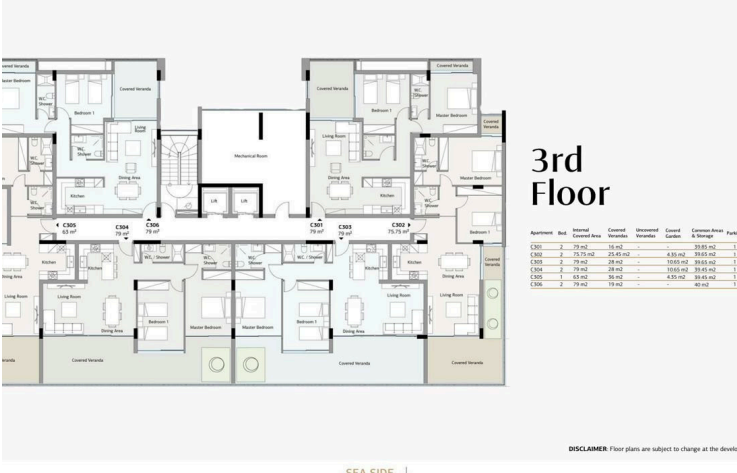 Covered Veranda
Covered Veranda
Master Bedroom
W.C. Shower
Bedroom 1
Covered Veranda
Covered Veranda
Bedroom 1
W.C. Shower
Master Bedroom
Covered Veranda
Living Room
W.C. Shower
Dining Area
Kitchen
Mechanical Room
Lift
Lift
Living Room
Dining Area
Kitchen
W.C. Shower
Master Bedroom
W.C. Shower
Bedroom 1
C305
63 m²
C304
79 m²
C306
79 m²
C301
79 m²
C303
79 m²
C302
75.75 m²
Kitchen
Kitchen
W.C. / Shower
W.C. / Shower
Kitchen
Kitchen
Covered Veranda
Dining Area
Living Room
Living Room
Dining Area
Bedroom 1
Master Bedroom
Master Bedroom
Bedroom 1
Living Room
Dining Area
Living Room
Dining Area
Covered Veranda
Covered Veranda
Covered Veranda
3rd
Floor
Apartment Bed. Internal Covered Area Covered Verandas Uncovered Verandas Coverd Garden Common Areas & Storage Park
C301 2 79 m2 16 m2 - - 39.85 m2 1
C302 2 75.75 m2 25.45 m2 - 4.35 m2 39.65 m2 1
C303 2 79 m2 28 m2 - 10.65 m2 39.65 m2 1
C304 2 79 m2 28 m2 - 10.65 m2 39.45 m2 1
C305 1 63 m2 36 m2 - 4.35 m2 39.45 m2 1
C306 2 79 m2 19 m2 - - 40 m2 1
DISCLAIMER: Floor plans are subject to change at the develo
SEA SIDE